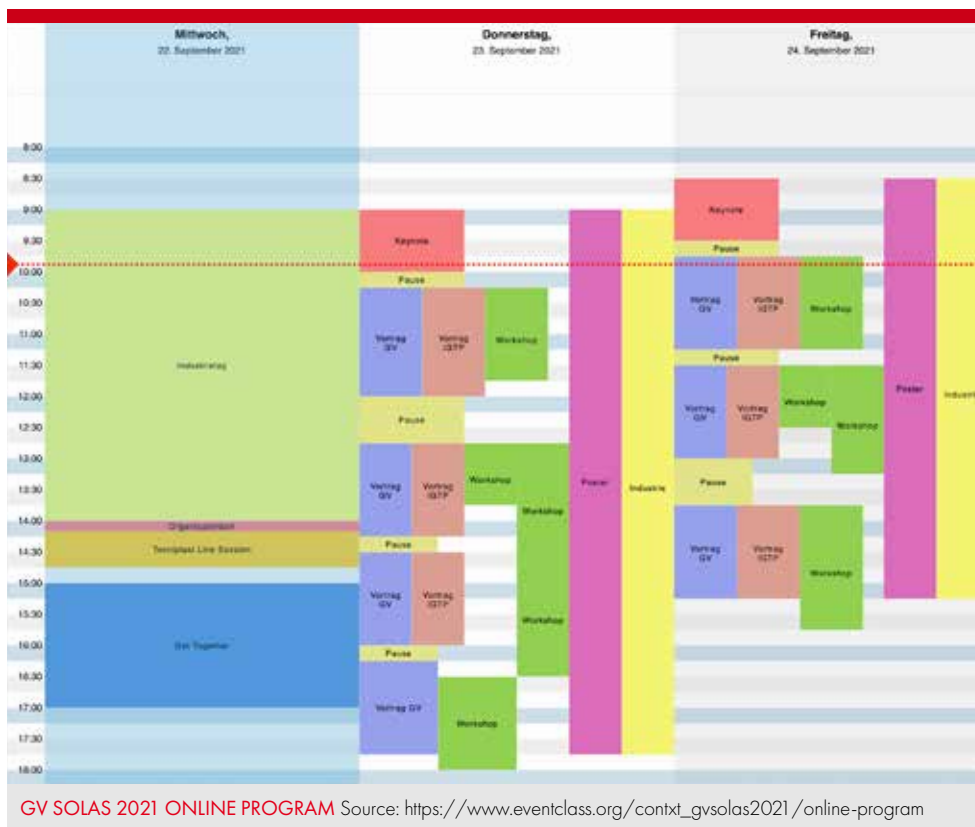 Mittwoch,
22. September 2021
Donnerstag,
23. September 2021
Freitag,
24. September 2021
8:00
8:30
9:00
9:30
10:00
10:30
11:00
11:30
12:00
12:30
13:00
13:30
14:00
14:30
15:00
15:30
16:00
16:30
17:00
17:30
18:00
Industrietag
Tecniplast Live Session
Get Together
Keynote
Pause
Vortrag
GV
Vortrag
IGTP
Workshop
Pause
Vortrag
GV
Vortrag
IGTP
Workshop
Workshop
Pause
Vortrag
GV
Vortrag
IGTP
Workshop
Pause
Vortrag GV
Workshop
Poster
Industrie
Keynote
Pause
Vortrag
GV
Vortrag
IGTP
Workshop
Pause
Vortrag
GV
Vortrag
IGTP
Workshop
Workshop
Pause
Vortrag
GV
Vortrag
IGTP
Workshop
Poster
Industri
GV SOLAS 2021 ONLINE PROGRAM Source: https://www.eventclass.org/contxt_gvsolas2021/online-program